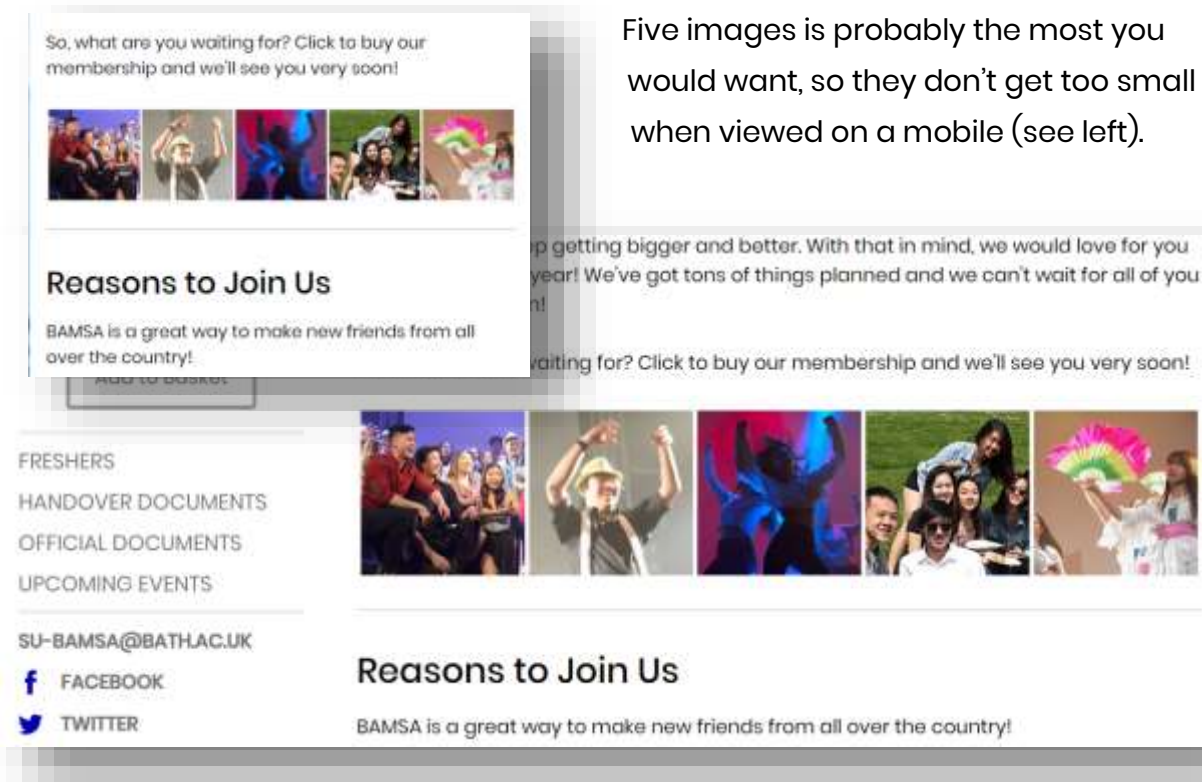 So, what are you waiting for? Click to buy our
membership and we'll see you very soon!
Reasons to Join Us
BAMSA is a great way to make new friends from all
over the country!
Five images is probably the most you
would want, so they don't get too small
when viewed on a mobile (see left).
getting bigger and better. With that in mind, we would love for you
year! We've got tons of things planned and we can't wait for all of you
waiting for? Click to buy our membership and we'll see you very soon!
Add to Basket
FRESHERS
HANDOVER DOCUMENTS
OFFICIAL DOCUMENTS
UPCOMING EVENTS
SU-BAMSA@BATH.AC.UK
FACEBOOK
TWITTER
Reasons to Join Us
BAMSA is a great way to make new friends from all over the country!